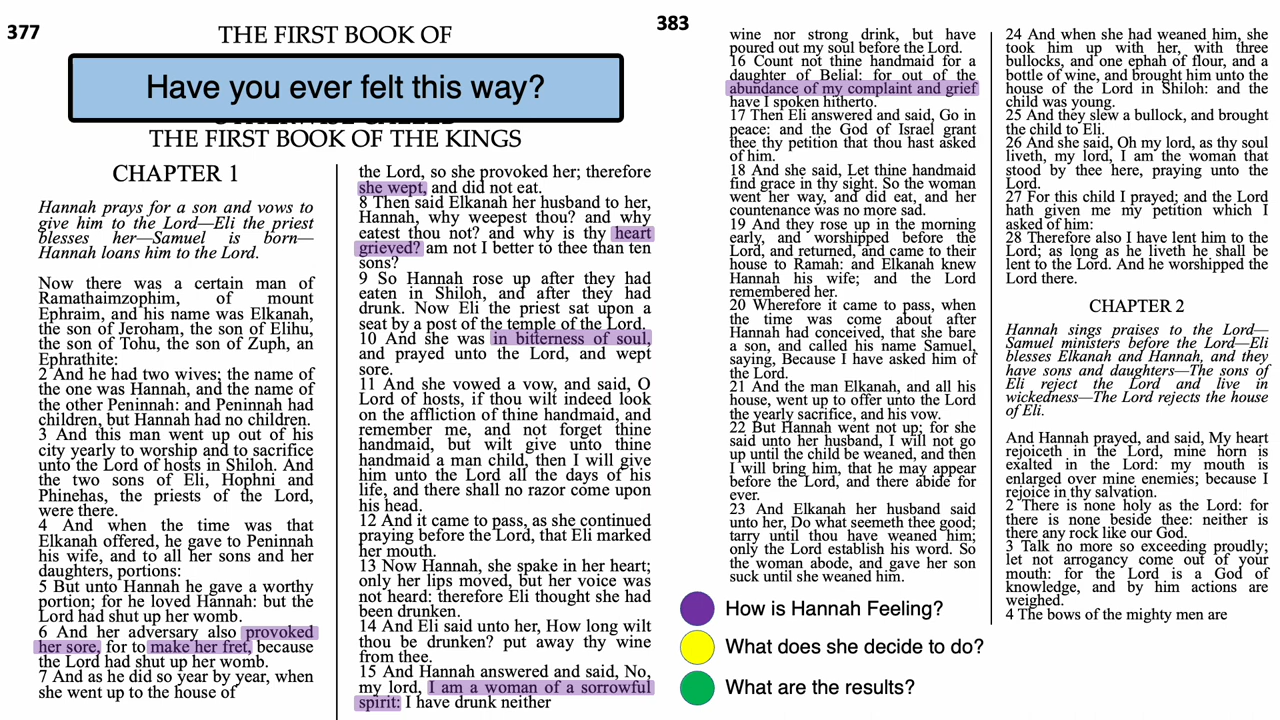 377
THE FIRST BOOK OF
Have you ever felt this way?
THE FIRST BOOK OF THE KINGS
CHAPTER 1
Hannah prays for a son and vows to
give him to the Lord—Eli the priest
blesses her—Samuel is born—
Hannah loans him to the Lord.
Now there was a certain man of
Ramathaimzophim, of mount
Ephraim, and his name was Elkanah,
the son of Jeroham, the son of Elihu,
the son of Tohu, the son of Zuph, an
Ephrathite:
2 And he had two wives; the name of
the one was Hannah, and the name of
the other Peninnah: and Peninnah had
children, but Hannah had no children.
3 And this man went up out of his
city yearly to worship and to sacrifice
unto the Lord of hosts in Shiloh. And
the two sons of Eli, Hophni and
Phinehas, the priests of the Lord,
were there.
4 And when the time was that
Elkanah offered, he gave to Peninnah
his wife, and to all her sons and her
daughters, portions:
5 But unto Hannah he gave a worthy
portion; for he loved Hannah: but the
Lord had shut up her womb.
6 And her adversary also provoked
her sore, for to make her fret, because
the Lord had shut up her womb.
7 And as he did so year by year, when
she went up to the house of
the Lord, so she provoked her; therefore
she wept, and did not eat.
8 Then said Elkanah her husband to her,
Hannah, why weepest thou? and why
eatest thou not? and why is thy heart
grieved? am not I better to thee than ten
sons?
9 So Hannah rose up after they had
eaten in Shiloh, and after they had
drunk. Now Eli the priest sat upon a
seat by a post of the temple of the Lord.
10 And she was in bitterness of soul,
and prayed unto the Lord, and wept
sore.
11 And she vowed a vow, and said, O
Lord of hosts, if thou wilt indeed look
on the affliction of thine handmaid, and
remember me, and not forget thine
handmaid, but wilt give unto thine
handmaid a man child, then I will give
him unto the Lord all the days of his
life, and there shall no razor come upon
his head.
12 And it came to pass, as she continued
praying before the Lord, that Eli marked
her mouth.
13 Now Hannah, she spake in her heart;
only her lips moved, but her voice was
not heard: therefore Eli thought she had
been drunken.
14 And Eli said unto her, How long wilt
thou be drunken? put away thy wine
from thee.
15 And Hannah answered and said, No,
my lord, I am a woman of a sorrowful
spirit: I have drunk neither
383
wine nor strong drink, but have
poured out my soul before the Lord.
16 Count not thine handmaid for a
daughter of Belial: for out of the
abundance of my complaint and grief
have I spoken hitherto.
17 Then Eli answered and said, Go in
peace: and the God of Israel grant
thee thy petition that thou hast asked
of him.
18 And she said, Let thine handmaid
find grace in thy sight. So the woman
went her way, and did eat, and her
countenance was no more sad.
19 And they rose up in the morning
early, and worshipped before the
Lord, and returned, and came to their
house to Ramah: and Elkanah knew
Hannah his wife; and the Lord
remembered her.
20 Wherefore it came to pass, when
the time was come about after
Hannah had conceived, that she bare
a son, and called his name Samuel,
saying, Because I have asked him of
the Lord.
21 And the man Elkanah, and all his
house, went up to offer unto the Lord
the yearly sacrifice, and his vow.
22 But Hannah went not up; for she
said unto her husband, I will not go
up until the child be weaned, and then
I will bring him, that he may appear
before the Lord, and there abide for
ever.
23 And Elkanah her husband said
unto her, Do what seemeth thee good;
tarry until thou have weaned him;
only the Lord establish his word. So
the woman abode, and gave her son
suck until she weaned him.
24 And when she had weaned him, she
took him up with her, with three
bullocks, and one ephah of flour, and a
bottle of wine, and brought him unto the
house of the Lord in Shiloh: and the
child was young.
25 And they slew a bullock, and brought
the child to Eli.
26 And she said, Oh my lord, as thy soul
liveth, my lord, I am the woman that
stood by thee here, praying unto the
Lord.
27 For this child I prayed; and the Lord
hath given me my petition which I
asked of him:
28 Therefore also I have lent him to the
Lord; as long as he liveth he shall be
lent to the Lord. And he worshipped the
Lord there.
CHAPTER 2
Hannah sings praises to the Lord—
Samuel ministers before the Lord—Eli
blesses Elkanah and Hannah, and they
have sons and daughters—The sons of
Eli reject the Lord and live in
wickedness—The Lord rejects the house
of Eli.
And Hannah prayed, and said, My heart
rejoiceth in the Lord, mine horn is
exalted in the Lord: my mouth is
enlarged over mine enemies; because I
rejoice in thy salvation.
2 There is none holy as the Lord: for
there is none beside thee: neither is
there any rock like our God.
3 Talk no more so exceeding proudly;
let not arrogancy come out of your
mouth: for the Lord is a God of
knowledge, and by him actions are
weighed.
4 The bows of the mighty men are
How is Hannah Feeling?
What does she decide to do?
What are the results?